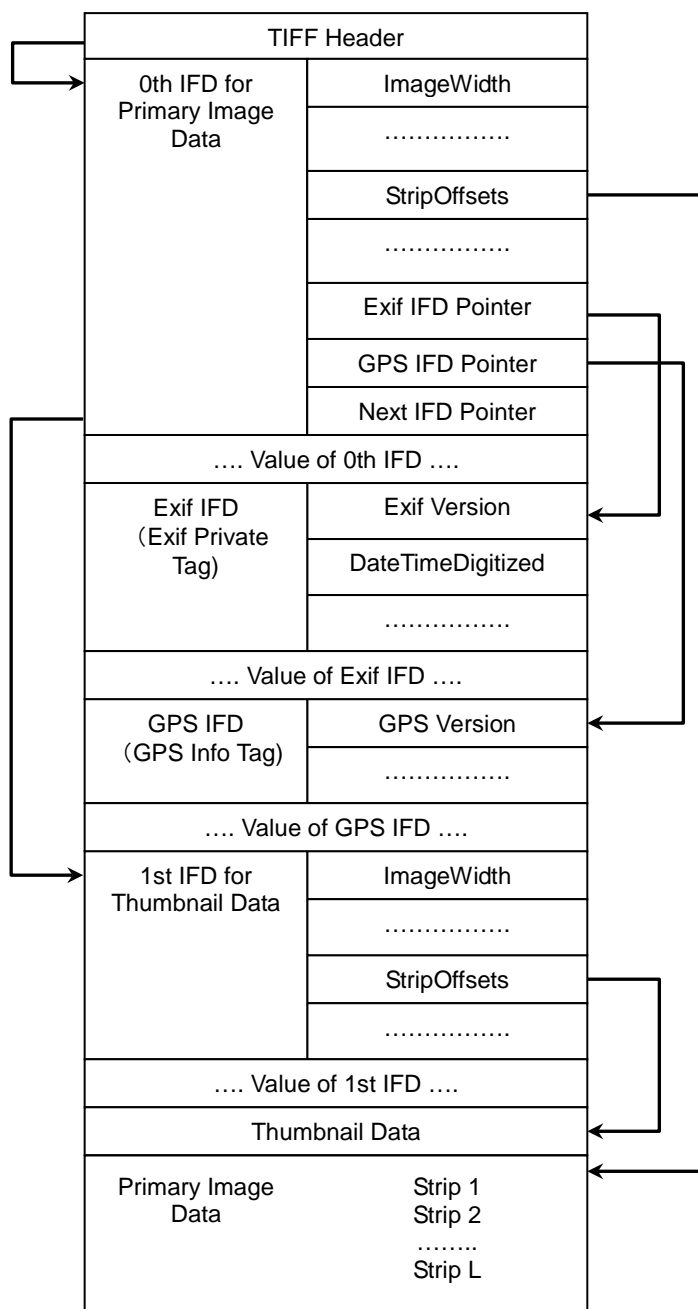 TIFF Header
0th IFD for
Primary Image
Data
ImageWidth
…………….
StripOffsets
…………….
Exif IFD Pointer
GPS IFD Pointer
Next IFD Pointer
…. Value of 0th IFD ….
Exif IFD
（Exif Private
Tag)
Exif Version
DateTimeDigitized
…………….
…. Value of Exif IFD ….
GPS IFD
（GPS Info Tag)
GPS Version
…………….
…. Value of GPS IFD ….
1st IFD for
Thumbnail Data
ImageWidth
…………….
StripOffsets
…………….
…. Value of 1st IFD ….
Thumbnail Data
Primary Image
Data
Strip 1
Strip 2
……..
Strip L